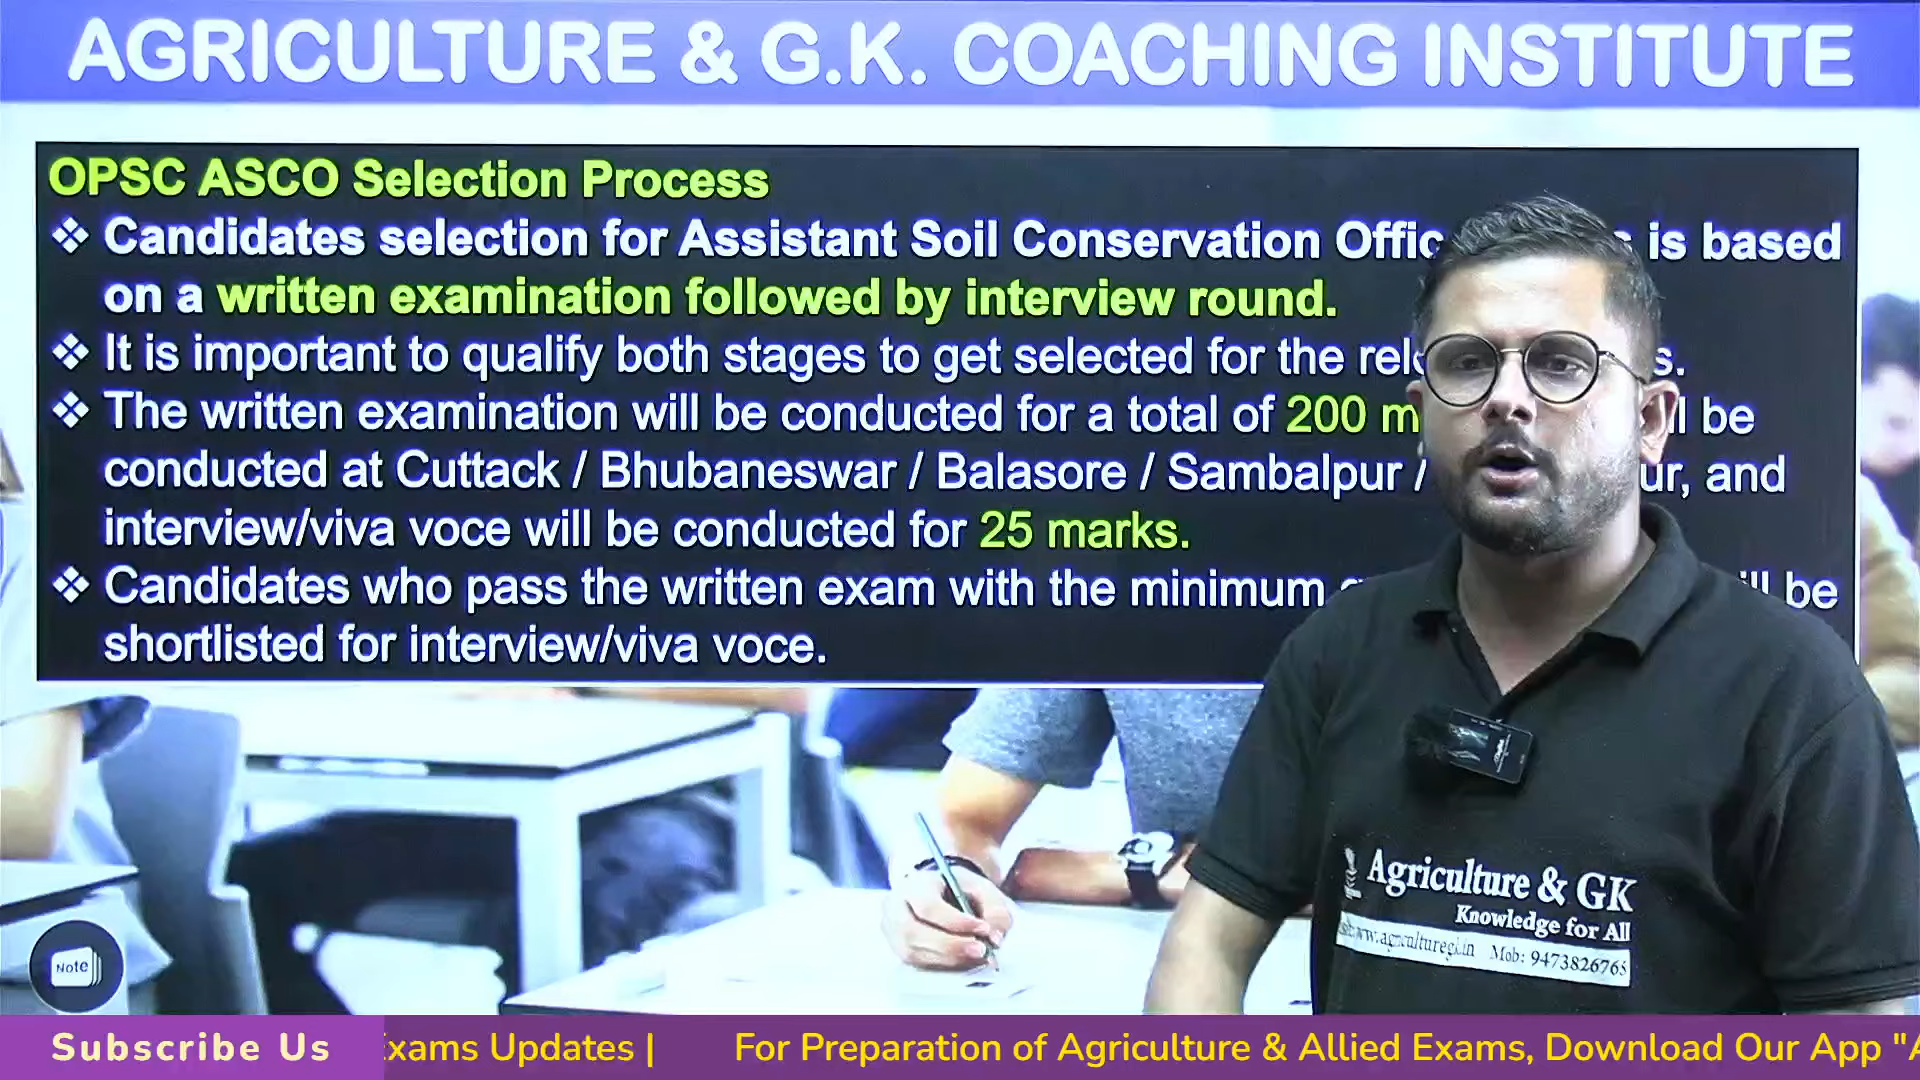 AGRICULTURE & G.K. COACHING INSTITUTE
OPSC ASCO Selection Process
❖ Candidates selection for Assistant Soil Conservation is based
on a written examination followed by interview round.
❖ It is important to qualify both stages to get selected for the
❖ The written examination will be conducted for a total of 200 be
conducted at Cuttack / Bhubaneswar / Balasore / Sambalpur / and
interview/viva voce will be conducted for 25 marks.
❖ Candidates who pass the written exam with the minimum be
shortlisted for interview/viva voce.
Agriculture & GK
Knowledge for All
Mob: 9473826765
Note
Subscribe Us
Exams Updates | For Preparation of Agriculture & Allied Exams, Download Our App "A